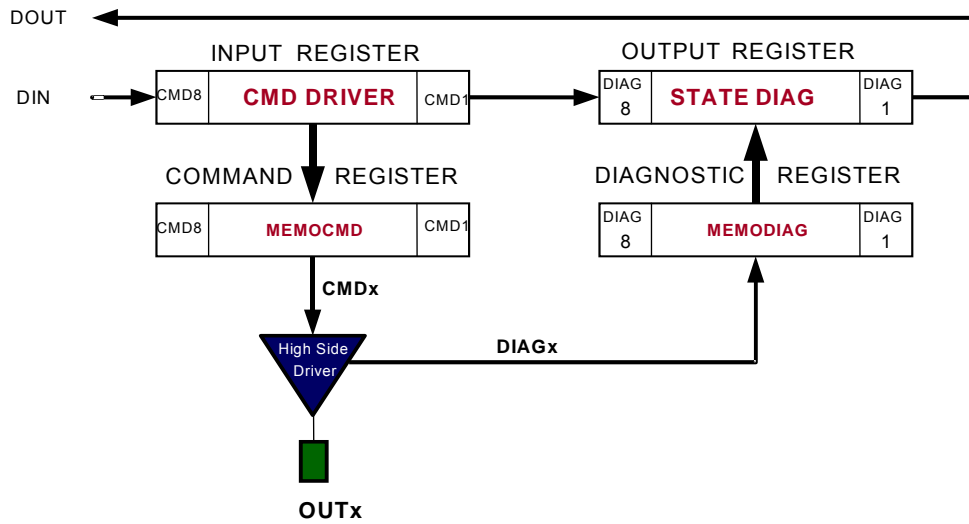 DOUT
INPUT REGISTER
OUTPUT REGISTER
DIN
CMD8
CMD DRIVER
CMD1
DIAG
8
STATE DIAG
DIAG
1
COMMAND REGISTER
DIAGNOSTIC REGISTER
CMD8
MEMOCMD
CMD1
DIAG
8
MEMODIAG
DIAG
1
CMDx
High Side
Driver
DIAGx
OUTx